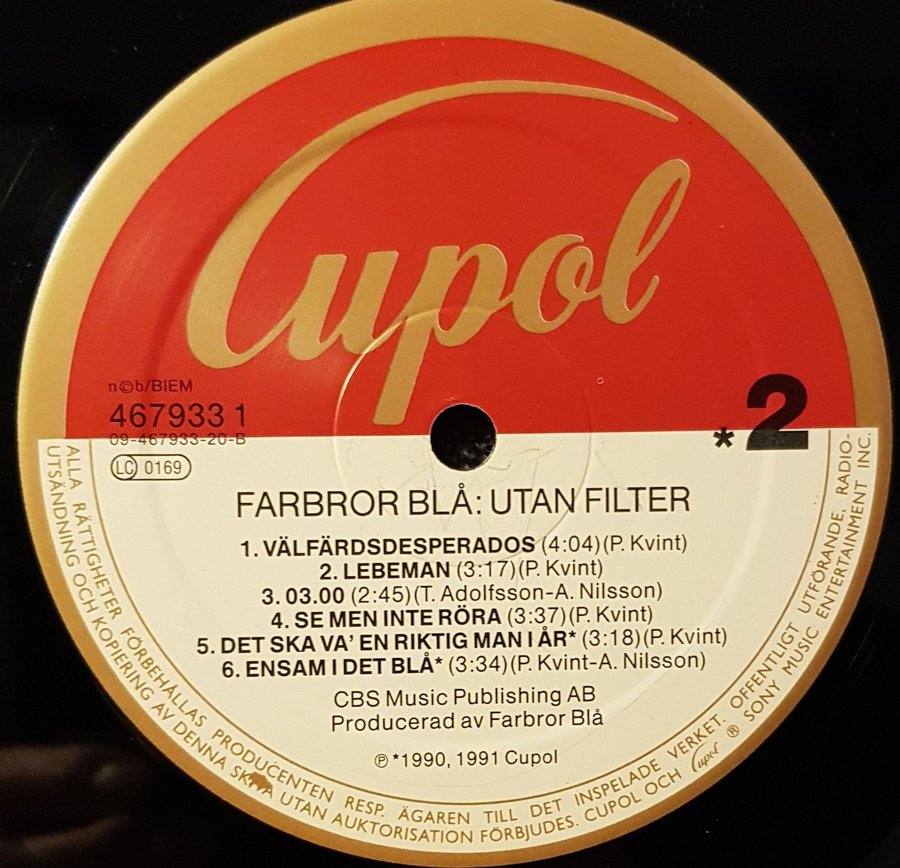 Cupol
n©b/BIEM
467933 1
09-467933-20-B
LC 0169
*2
FARBROR BLÅ: UTAN FILTER
1. VÄLFÄRDSDESPERADOS (4:04)(P. Kvint)
2. LEBEMAN (3:17)(P. Kvint)
3. 03.00 (2:45)(T. Adolfsson-A. Nilsson)
4. SE MEN INTE RÖRA (3:37)(P. Kvint)
5. DET SKA VA' EN RIKTIG MAN I ÅR* (3:18)(P. Kvint)
6. ENSAM I DET BLÅ* (3:34)(P. Kvint-A. Nilsson)
CBS Music Publishing AB
Producerad av Farbror Blå
℗ *1990, 1991 Cupol
ALLA RÄTTIGHETER FÖRBEHÅLLAS PRODUCENTEN RESP. ÄGAREN TILL DET INSPELADE VERKET. OFFENTLIGT UTFÖRANDE, RADIO-
UTSÄNDNING OCH KOPIERING AV DENNA UTAN AUKTORISATION FÖRBJUDES. CUPOL OCH Cupol ® SONY MUSIC ENTERTAINMENT INC.